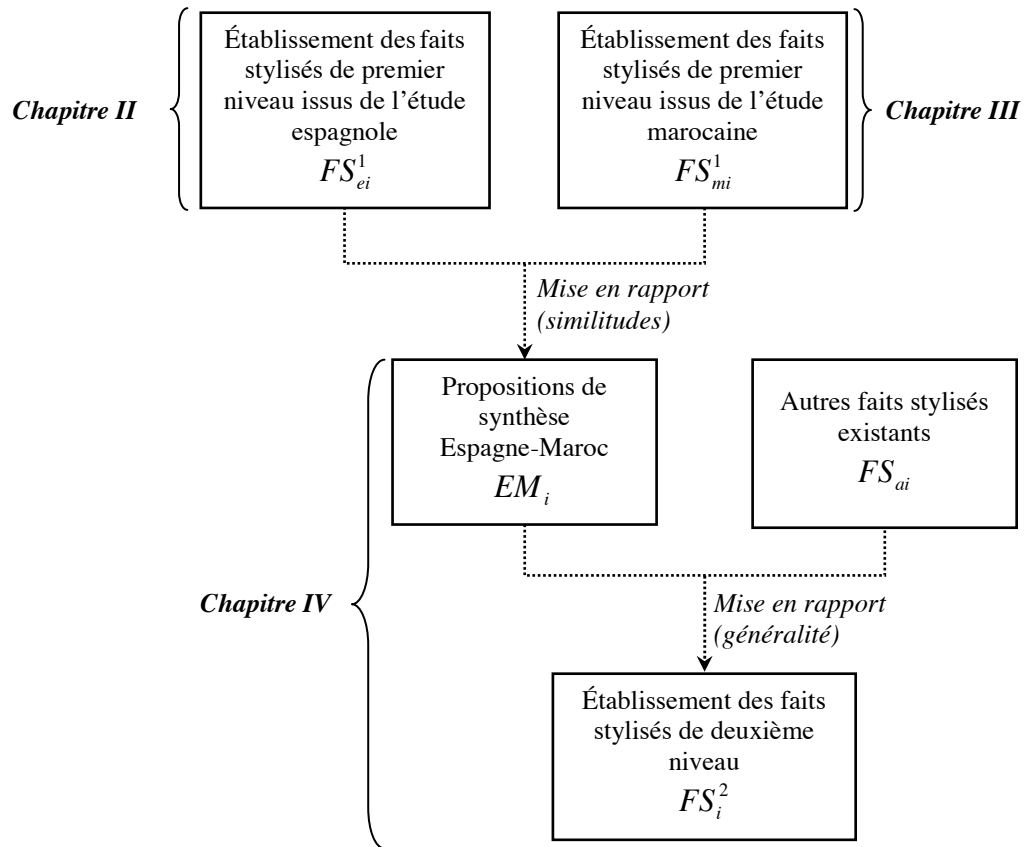 Établissement des faits
stylisés de premier
niveau issus de l'étude
espagnole
FS¹ₑᵢ
Chapitre II
Établissement des faits
stylisés de premier
niveau issus de l'étude
marocaine
FS¹ₘᵢ
Chapitre III
Mise en rapport
(similitudes)
Propositions de
synthèse
Espagne-Maroc
EMᵢ
Autres faits stylisés
existants
FSₐᵢ
Chapitre IV
Mise en rapport
(généralité)
Établissement des faits
stylisés de deuxième
niveau
FS²ᵢ